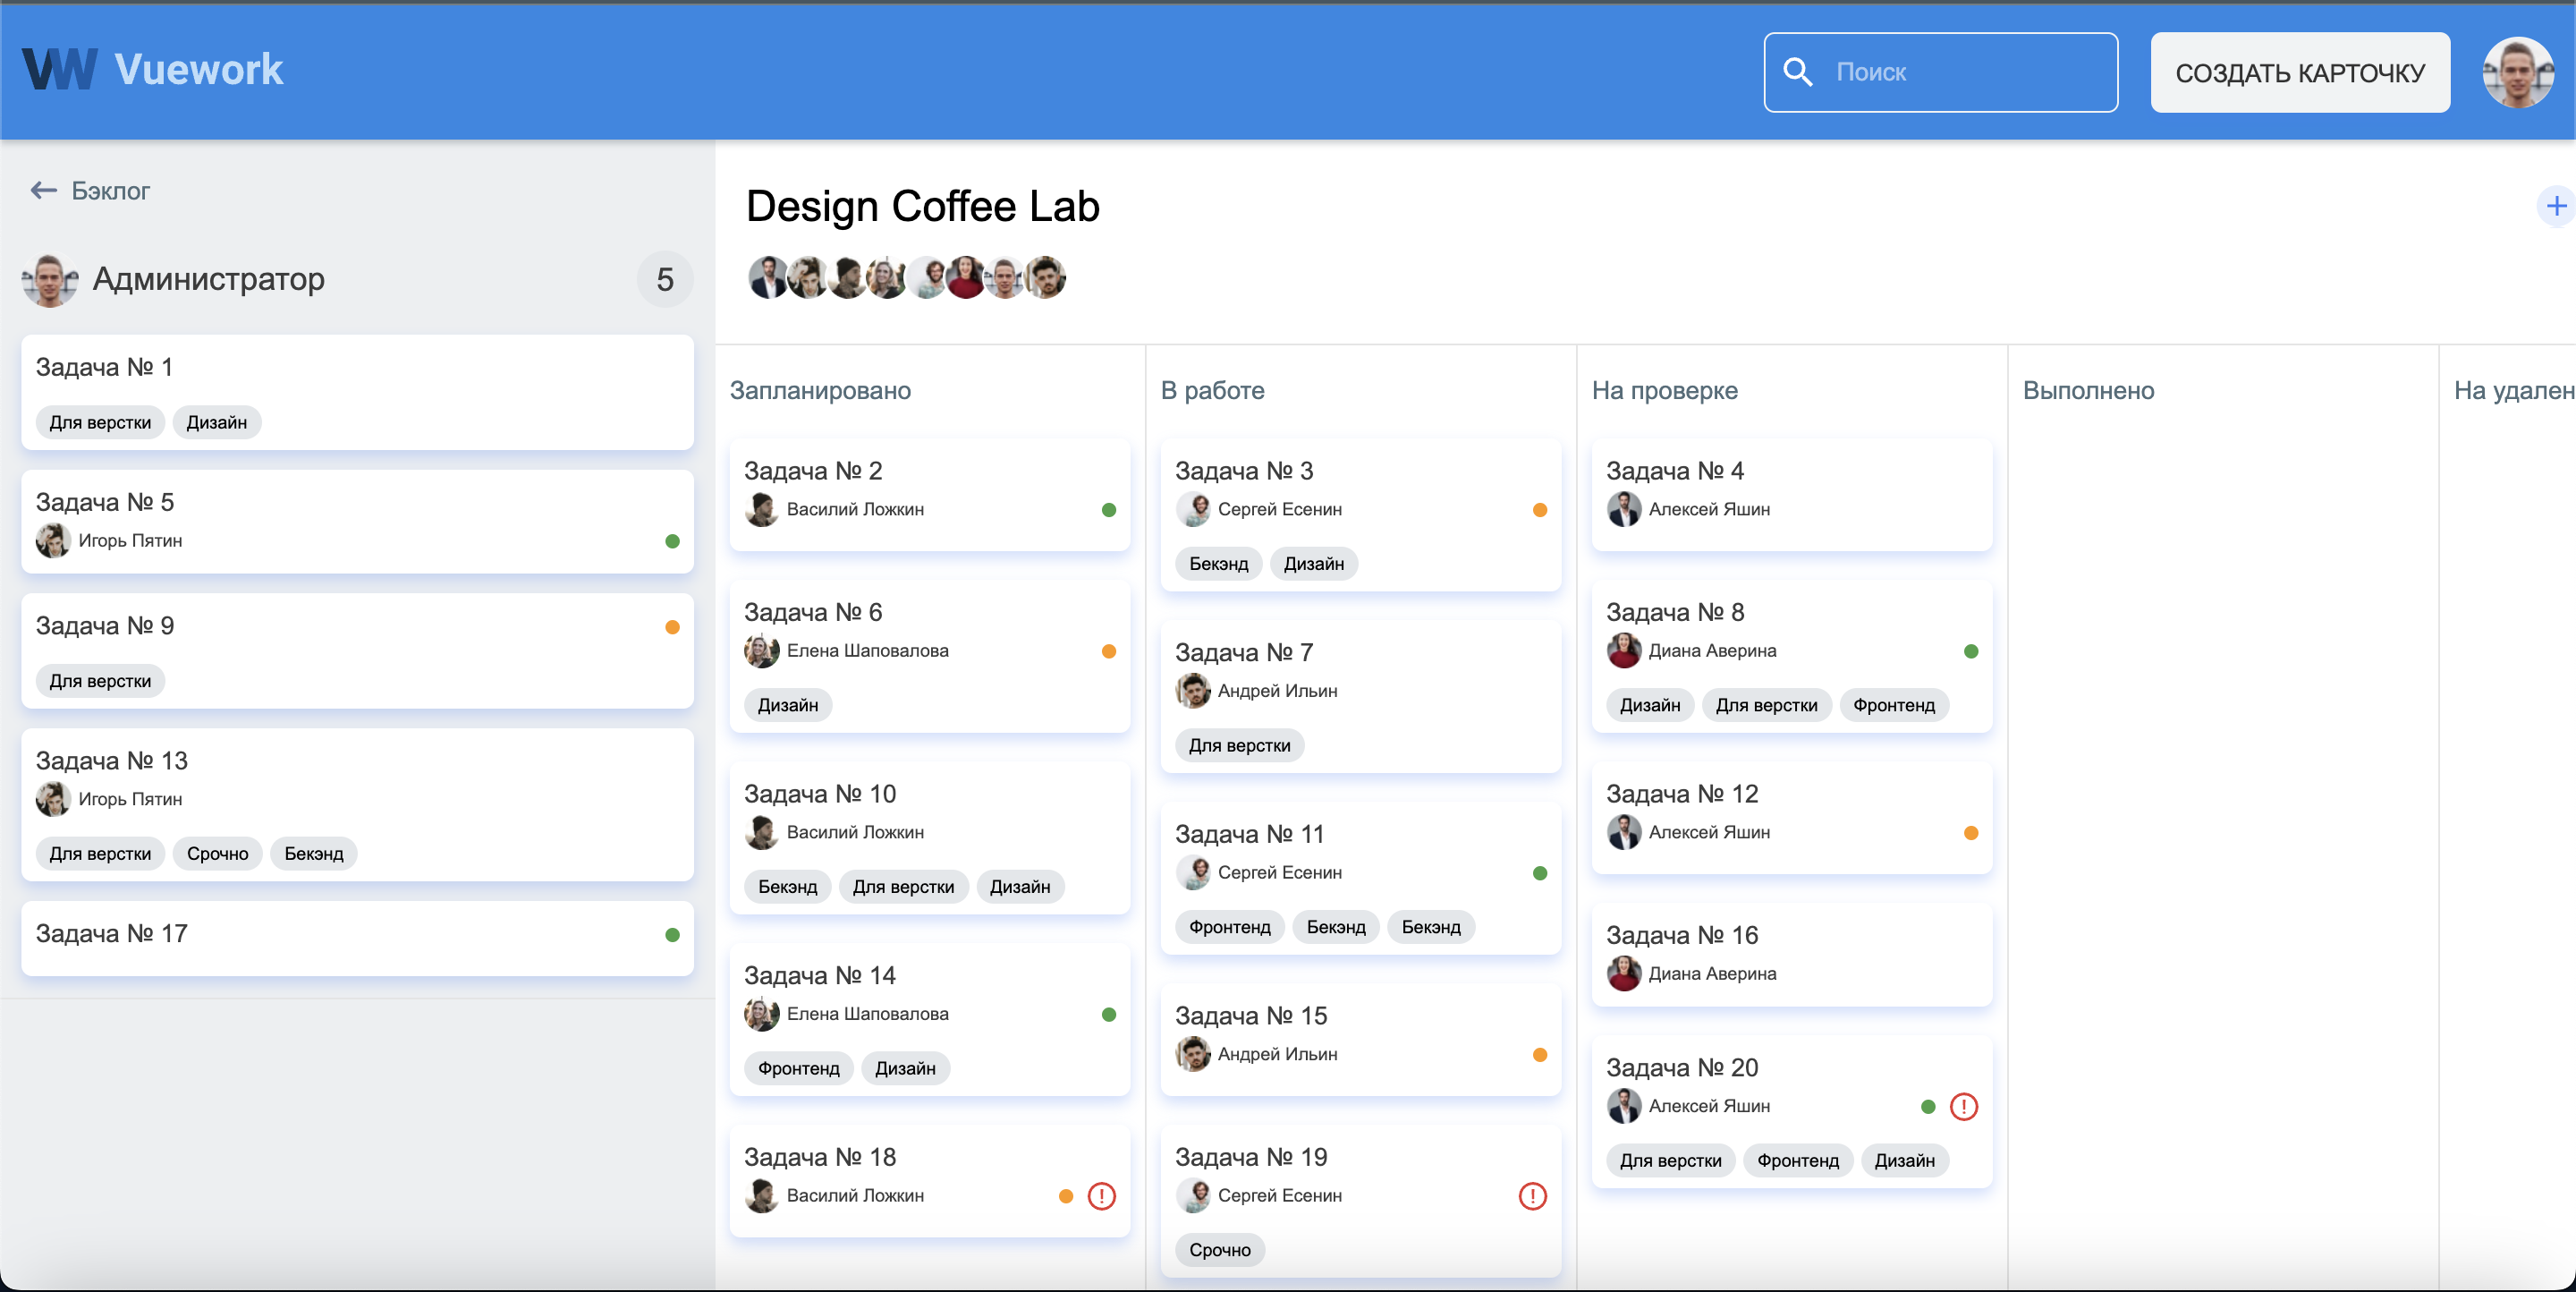 VW Vuework
Поиск
СОЗДАТЬ КАРТОЧКУ
Бэклог
Администратор
5
Задача № 1
Для верстки
Дизайн
Задача № 5
Игорь Пятин
Задача № 9
Для верстки
Задача № 13
Игорь Пятин
Для верстки
Срочно
Бекэнд
Задача № 17
Design Coffee Lab
Запланировано
Задача № 2
Василий Ложкин
Задача № 6
Елена Шаповалова
Дизайн
Задача № 10
Василий Ложкин
Бекэнд
Для верстки
Дизайн
Задача № 14
Елена Шаповалова
Фронтенд
Дизайн
Задача № 18
Василий Ложкин
В работе
Задача № 3
Сергей Есенин
Бекэнд
Дизайн
Задача № 7
Андрей Ильин
Для верстки
Задача № 11
Сергей Есенин
Фронтенд
Бекэнд
Бекэнд
Задача № 15
Андрей Ильин
Задача № 19
Сергей Есенин
Срочно
На проверке
Задача № 4
Алексей Яшин
Задача № 8
Диана Аверина
Дизайн
Для верстки
Фронтенд
Задача № 12
Алексей Яшин
Задача № 16
Диана Аверина
Задача № 20
Алексей Яшин
Для верстки
Фронтенд
Дизайн
Выполнено
На удален